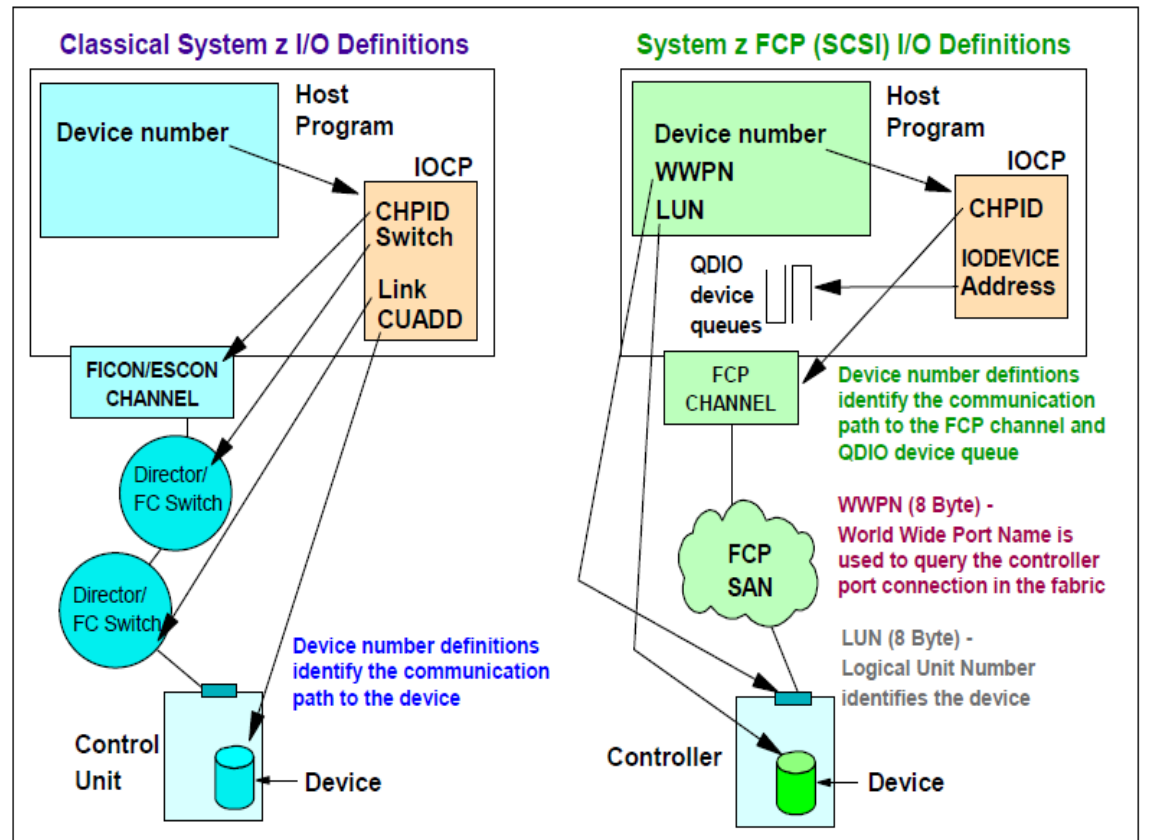 Classical System z I/O Definitions
Device number
Host
Program
IOCP
CHPID
Switch
Link
CUADD
FICON/ESCON
CHANNEL
Director/
FC Switch
Director/
FC Switch
Device number definitions
identify the communication
path to the device
Control
Unit
Device
System z FCP (SCSI) I/O Definitions
Device number
WWPN
LUN
Host
Program
IOCP
CHPID
IODEVICE
Address
QDIO
device
queues
FCP
CHANNEL
Device number defintions
identify the communication
path to the FCP channel and
QDIO device queue
FCP
SAN
WWPN (8 Byte) -
World Wide Port Name is
used to query the controller
port connection in the fabric
LUN (8 Byte) -
Logical Unit Number
identifies the device
Controller
Device